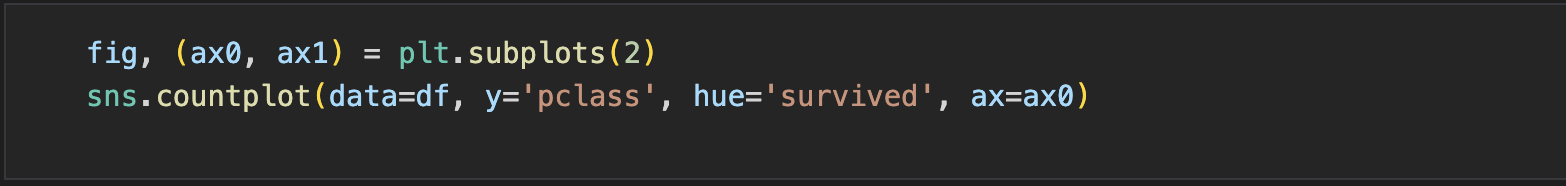 fig, (ax0, ax1) = plt.subplots(2)
sns.countplot(data=df, y='pclass', hue='survived', ax=ax0)